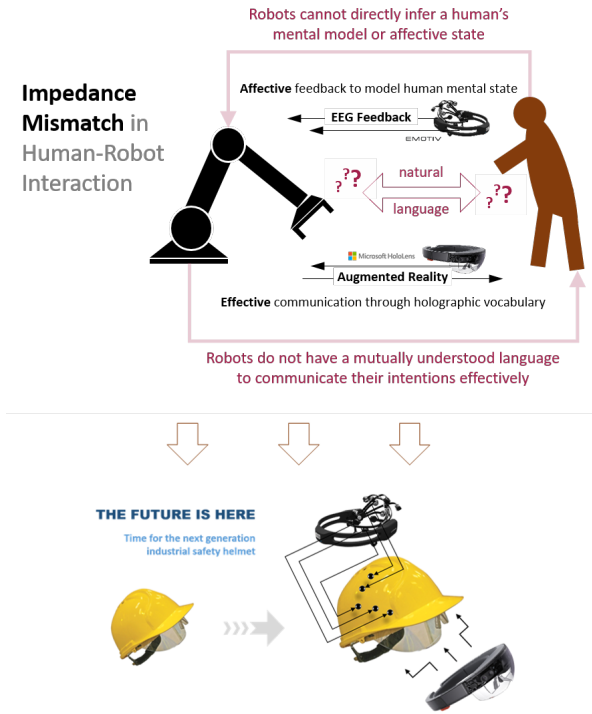 Robots cannot directly infer a human's
mental model or affective state
Impedance
Mismatch in
Human-Robot
Interaction
Affective feedback to model human mental state
EEG Feedback
EMOTIV
???
natural
language
???
Microsoft HoloLens
Augmented Reality
Effective communication through holographic vocabulary
Robots do not have a mutually understood language
to communicate their intentions effectively
THE FUTURE IS HERE
Time for the next generation
industrial safety helmet